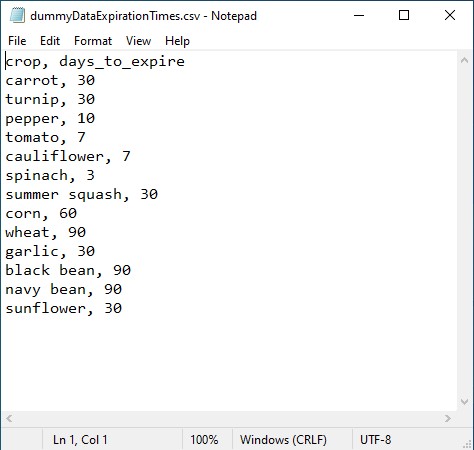 dummyDataExpirationTimes.csv - Notepad
File Edit Format View Help
crop, days_to_expire
carrot, 30
turnip, 30
pepper, 10
tomato, 7
cauliflower, 7
spinach, 3
summer squash, 30
corn, 60
wheat, 90
garlic, 30
black bean, 90
navy bean, 90
sunflower, 30
Ln 1, Col 1 100% Windows (CRLF) UTF-8